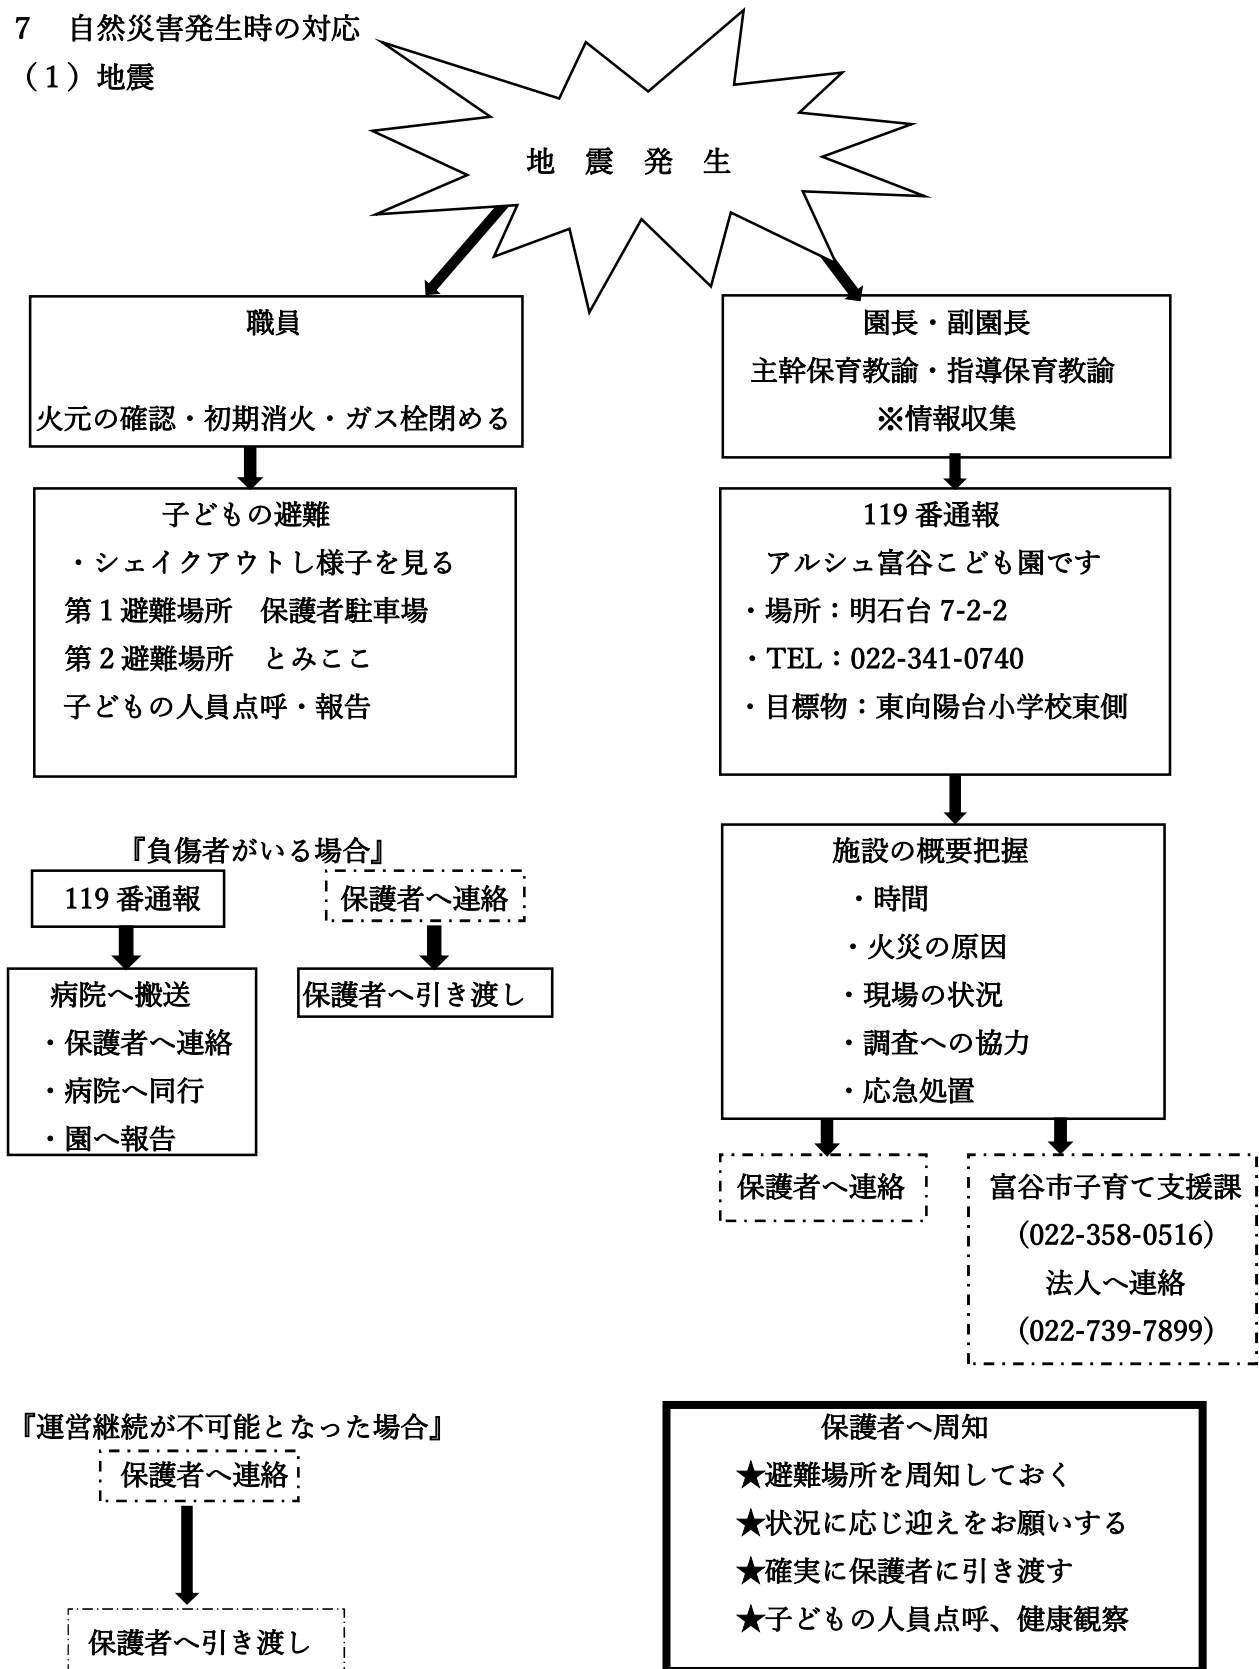 7　自然災害発生時の対応
（1）地震
地　震　発　生
職員
火元の確認・初期消火・ガス栓閉める
園長・副園長
主幹保育教諭・指導保育教諭
※情報収集
子どもの避難
・シェイクアウトし様子を見る
第1避難場所　保護者駐車場
第2避難場所　とみここ
子どもの人員点呼・報告
119番通報
アルシュ富谷こども園です
・場所：明石台7-2-2
・TEL：022-341-0740
・目標物：東向陽台小学校東側
『負傷者がいる場合』
119番通報
保護者へ連絡
病院へ搬送
・保護者へ連絡
・病院へ同行
・園へ報告
保護者へ引き渡し
施設の概要把握
・時間
・火災の原因
・現場の状況
・調査への協力
・応急処置
保護者へ連絡
富谷市子育て支援課
（022-358-0516）
法人へ連絡
（022-739-7899）
『運営継続が不可能となった場合』
保護者へ連絡
保護者へ引き渡し
保護者へ周知
★避難場所を周知しておく
★状況に応じ迎えをお願いする
★確実に保護者に引き渡す
★子どもの人員点呼、健康観察